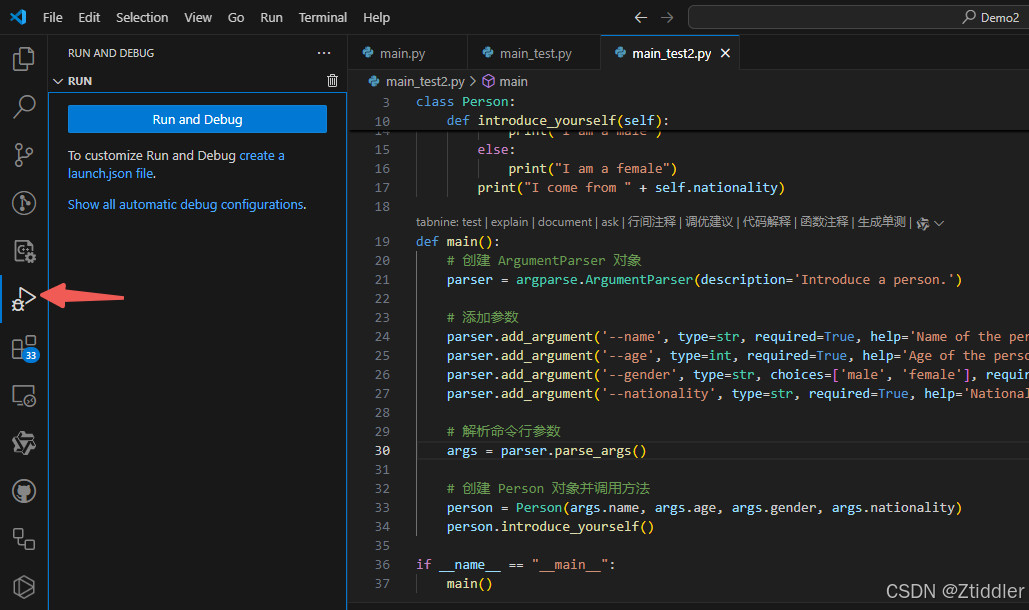 File Edit Selection View Go Run Terminal Help
Demo2
RUN AND DEBUG ···
RUN
Run and Debug
To customize Run and Debug create a
launch.json file.
Show all automatic debug configurations.
33
main.py
main_test.py
main_test2.py
main_test2.py > main
3 class Person:
10 def introduce_yourself(self):
14 print("I am a male")
15 else:
16 print("I am a female")
17 print("I come from " + self.nationality)
18
tabnine: test | explain | document | ask | 行间注释 | 调优建议 | 代码解释 | 函数注释 | 生成单测 |
19 def main():
20 # 创建 ArgumentParser 对象
21 parser = argparse.ArgumentParser(description='Introduce a person.')
22
23 # 添加参数
24 parser.add_argument('--name', type=str, required=True, help='Name of the per
25 parser.add_argument('--age', type=int, required=True, help='Age of the perso
26 parser.add_argument('--gender', type=str, choices=['male', 'female'], requir
27 parser.add_argument('--nationality', type=str, required=True, help='National
28
29 # 解析命令行参数
30 args = parser.parse_args()
31
32 # 创建 Person 对象并调用方法
33 person = Person(args.name, args.age, args.gender, args.nationality)
34 person.introduce_yourself()
35
36 if __name__ == "__main__":
37 main()
CSDN @Ztiddler